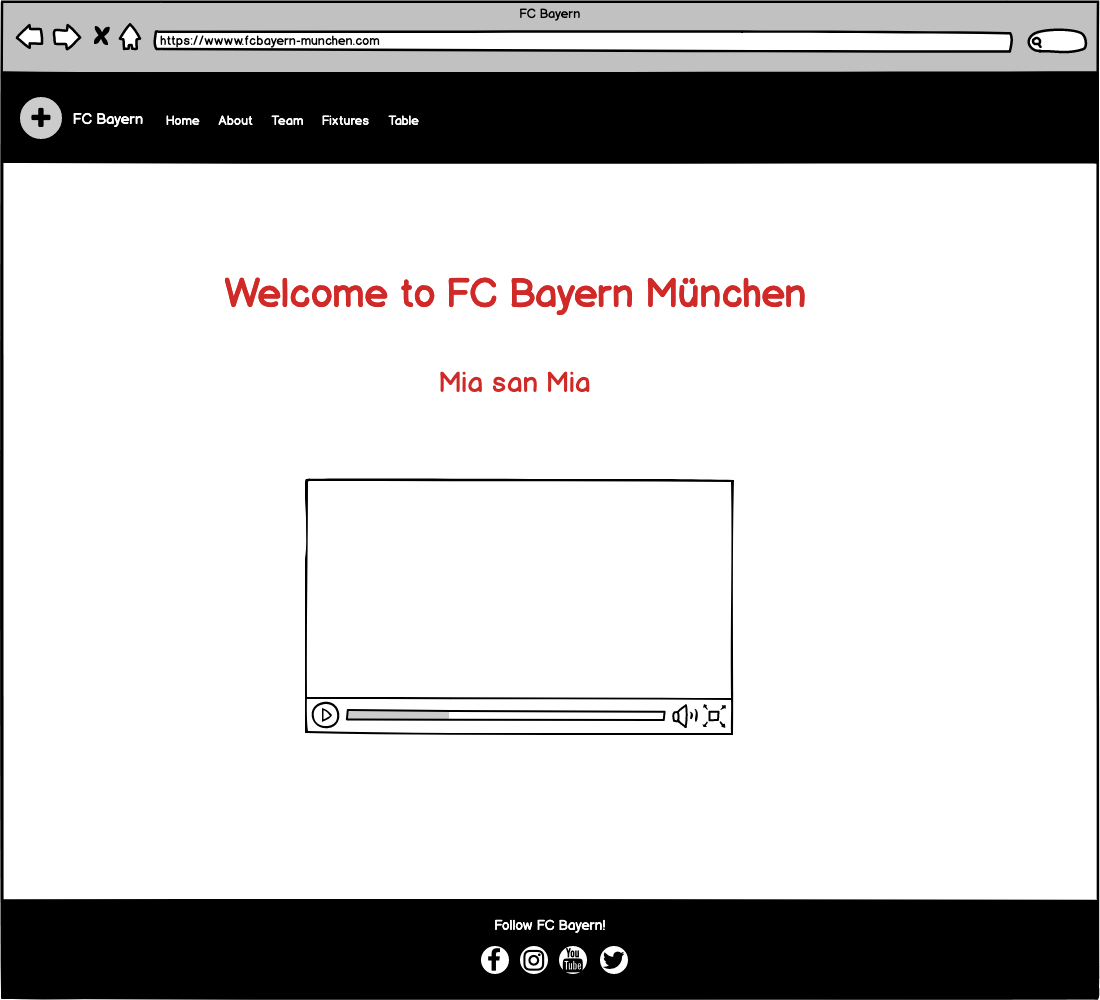 FC Bayern
https://wwww.fcbayern-munchen.com
FC Bayern Home About Team Fixtures Table
Welcome to FC Bayern München
Mia san Mia
Follow FC Bayern!
You
Tube